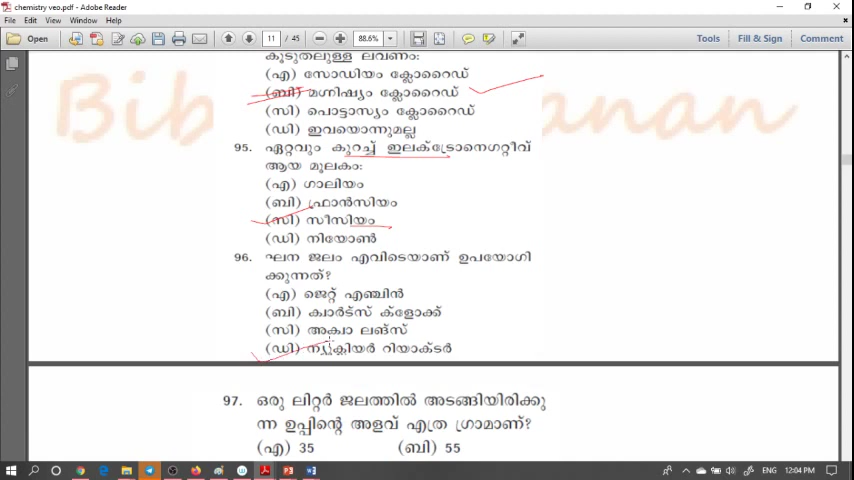 chemistry veo.pdf - Adobe Reader
File Edit View Window Help
Open 11 / 45 88.6% Tools Fill & Sign Comment
കൂടുതലുള്ള ലവണം:
(എ) സോഡിയം ക്ലോറൈഡ്
(ബി) മഗ്നീഷ്യം ക്ലോറൈഡ്
(സി) പൊട്ടാസ്യം ക്ലോറൈഡ്
(ഡി) ഇവയൊന്നുമല്ല
95. ഏറ്റവും കുറച്ച് ഇലക്ട്രോനെഗറ്റീവ്
ആയ മൂലകം:
(എ) ഗാലിയം
(ബി) ഫ്രാൻസിയം
(സി) സീസിയം
(ഡി) നിയോൺ
96. ഘന ജലം എവിടെയാണ് ഉപയോഗി
ക്കുന്നത്?
(എ) ജെറ്റ് എഞ്ചിൻ
(ബി) ക്വാർട്സ് ക്ളോക്ക്
(സി) അക്വാ ലങ്സ്
(ഡി) ന്യൂക്ലിയർ റിയാക്ടർ
97. ഒരു ലിറ്റർ ജലത്തിൽ അടങ്ങിയിരിക്കു
ന്ന ഉപ്പിന്റെ അളവ് എത്ര ഗ്രാമാണ്?
(എ) 35 (ബി) 55
ENG 12:04 PM